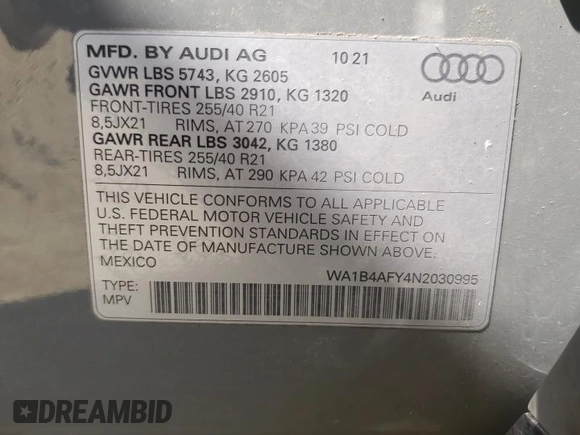 MFD. BY AUDI AG 10 21
GVWR LBS 5743, KG 2605
GAWR FRONT LBS 2910, KG 1320
FRONT-TIRES 255/40 R21
8,5JX21 RIMS, AT 270 KPA 39 PSI COLD
GAWR REAR LBS 3042, KG 1380
REAR-TIRES 255/40 R21
8,5JX21 RIMS, AT 290 KPA 42 PSI COLD
Audi
THIS VEHICLE CONFORMS TO ALL APPLICABLE
U.S. FEDERAL MOTOR VEHICLE SAFETY AND
THEFT PREVENTION STANDARDS IN EFFECT ON
THE DATE OF MANUFACTURE SHOWN ABOVE.
MEXICO
WA1B4AFY4N2030995
TYPE:
MPV
DREAMBID